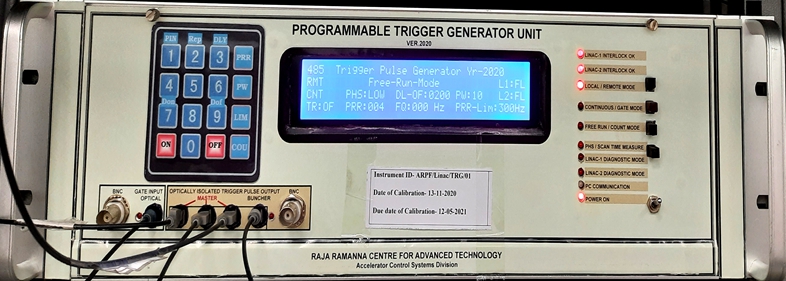 PROGRAMMABLE TRIGGER GENERATOR UNIT
VER.2020
PIN Rep DLY
1 2 3 PRR
4 5 6 PW
7 8 9 LIM
ON 0 OFF COU
485 Trigger Pulse Generator Yr-2020
RMT Free-Run-Mode L1:FL
CNT PHS:LOW DL-OF:0200 PW:10 L2:FL
TR:OF PRR:004 FQ:000 Hz PRR-Lim:300Hz
LINAC-1 INTERLOCK OK
LINAC-2 INTERLOCK OK
LOCAL / REMOTE MODE
CONTINUOUS / GATE MODE
FREE RUN / COUNT MODE
PHS / SCAN TIME MEASURE
LINAC-1 DIAGNOSTIC MODE
LINAC-2 DIAGNOSTIC MODE
PC COMMUNICATION
POWER ON
Instrument ID- ARPF/Linac/TRG/01
Date of Calibration- 13-11-2020
Due date of Calibration- 12-05-2021
BNC GATE INPUT OPTICAL
OPTICALLY ISOLATED TRIGGER PULSE OUTPUT
MASTER BUNCHER BNC
RAJA RAMANNA CENTRE FOR ADVANCED TECHNOLOGY
Accelerator Control Systems Division